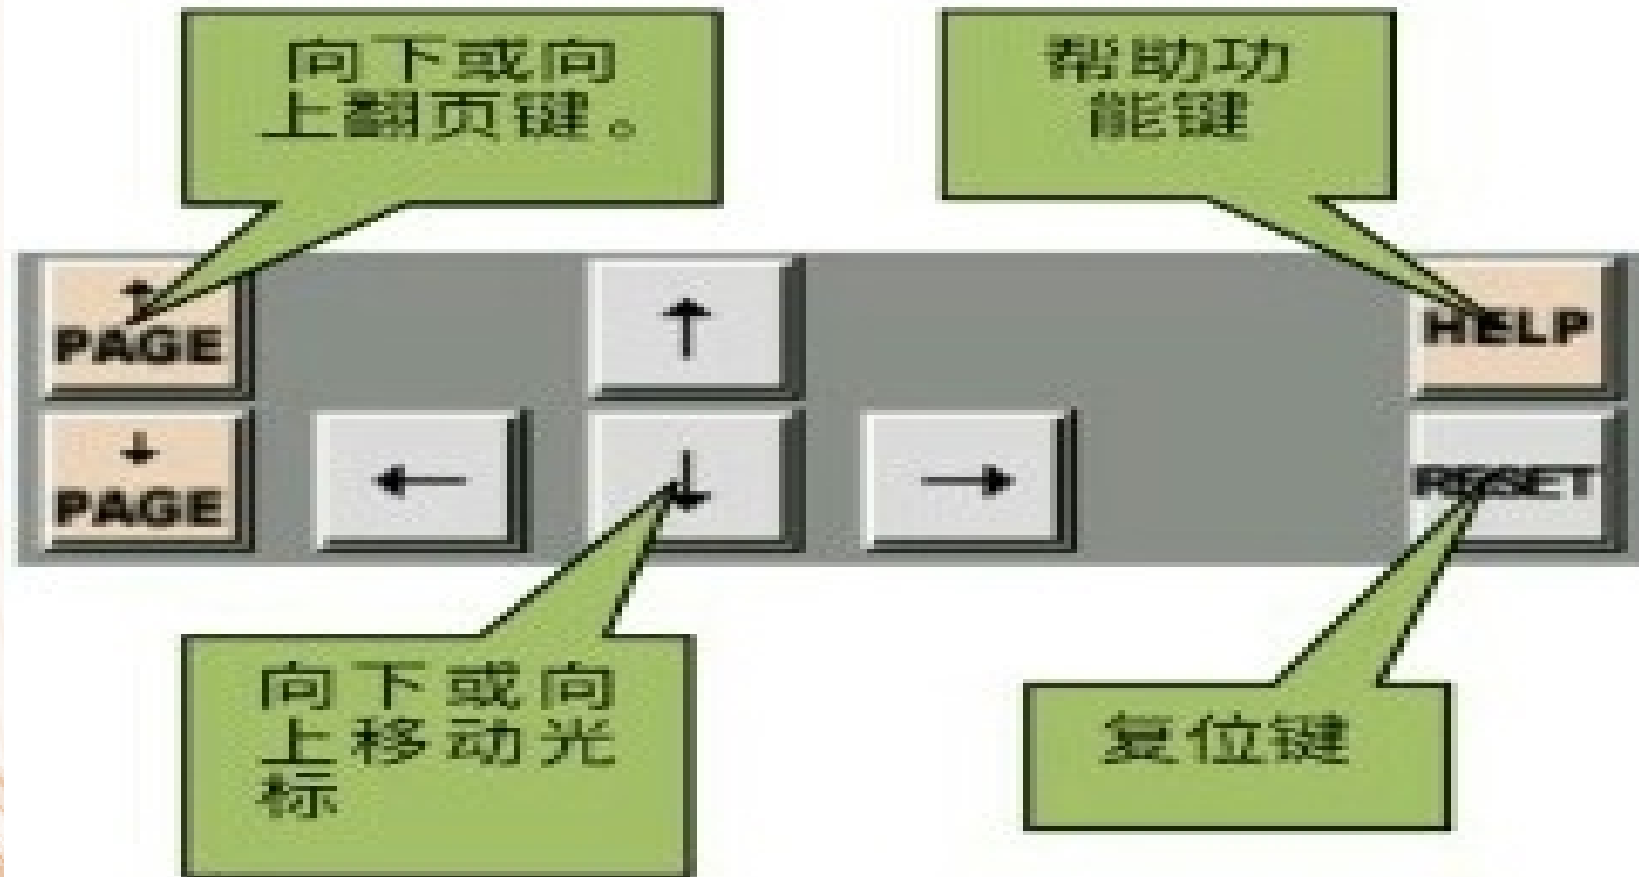 向下或向
上翻页键。
帮助功
能键
↑
PAGE
↑
HELP
↓
PAGE
←
↓
→
RESET
向下或向
上移动光
标
复位键